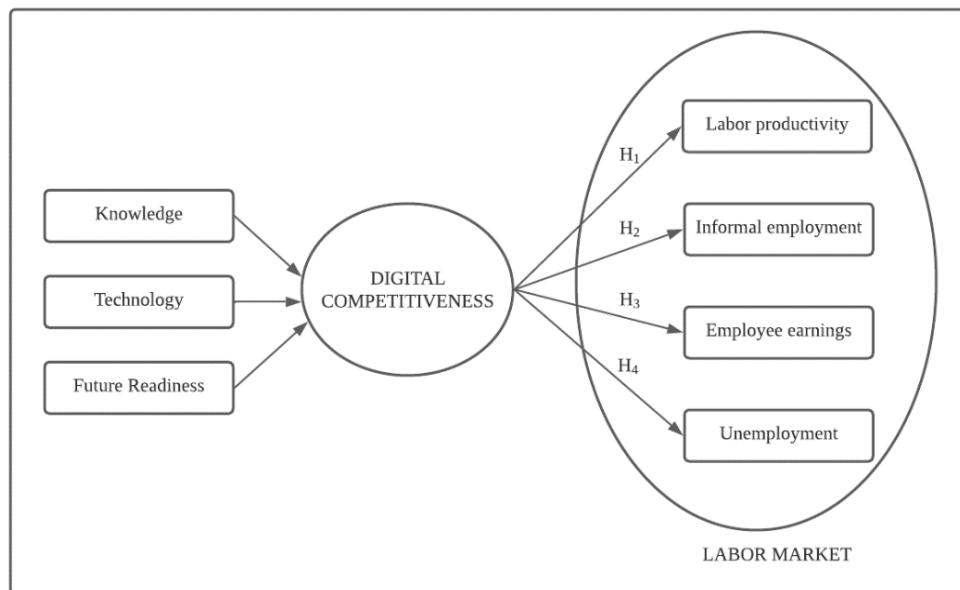 Knowledge
Technology
Future Readiness
DIGITAL
COMPETITIVENESS
H₁
H₂
H₃
H₄
Labor productivity
Informal employment
Employee earnings
Unemployment
LABOR MARKET